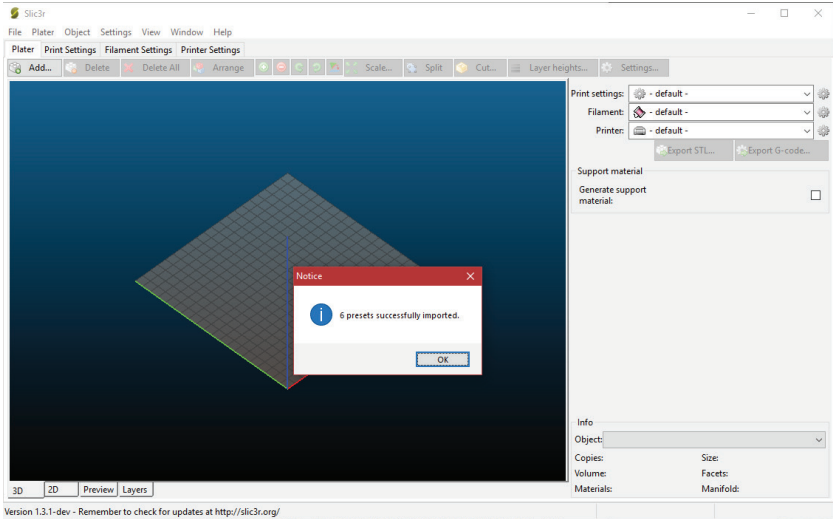 Slic3r
File Plater Object Settings View Window Help
Plater Print Settings Filament Settings Printer Settings
Add... Delete Delete All Arrange Scale... Split Cut... Layer heights... Settings...
Print settings: - default -
Filament: - default -
Printer: - default -
Export STL... Export G-code...
Support material
Generate support
material:
Notice
6 presets successfully imported.
OK
Info
Object:
Copies: Size:
Volume: Facets:
Materials: Manifold:
3D 2D Preview Layers
Version 1.3.1-dev - Remember to check for updates at http://slic3r.org/